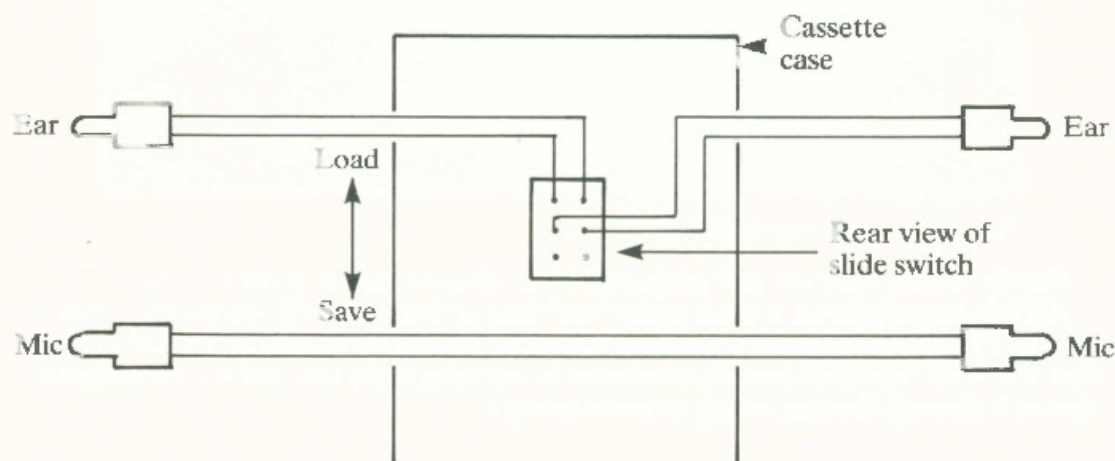 Cassette
case
Ear
Ear
Load
Rear view of
slide switch
Save
Mic
Mic